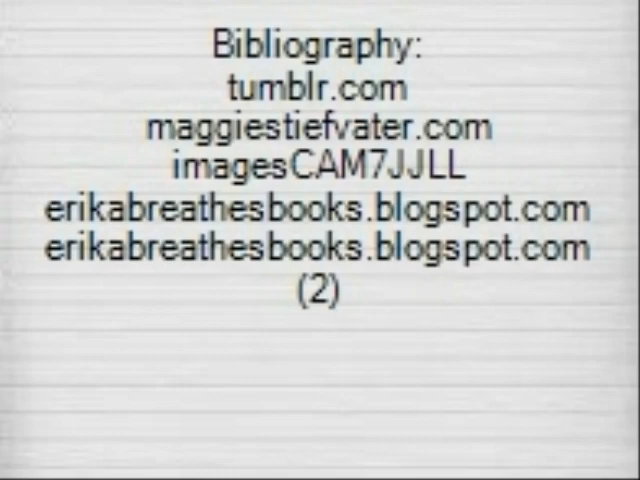 Bibliography:
tumblr.com
maggiestiefvater.com
imagesCAM7JJLL
erikabreathesbooks.blogspot.com
erikabreathesbooks.blogspot.com
(2)